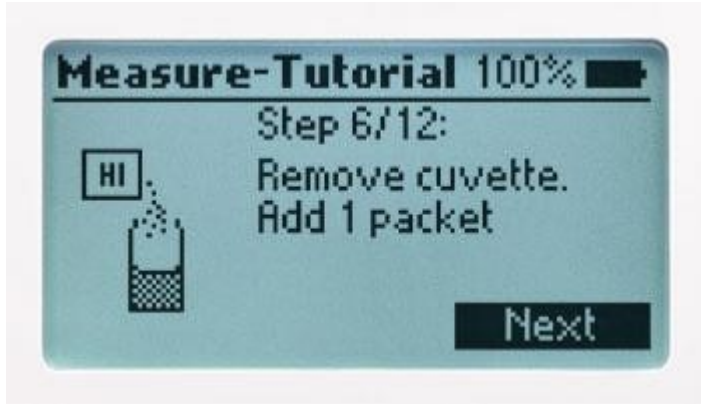 Measure-Tutorial 100%
Step 6/12:
HI
Remove cuvette.
Add 1 packet
Next